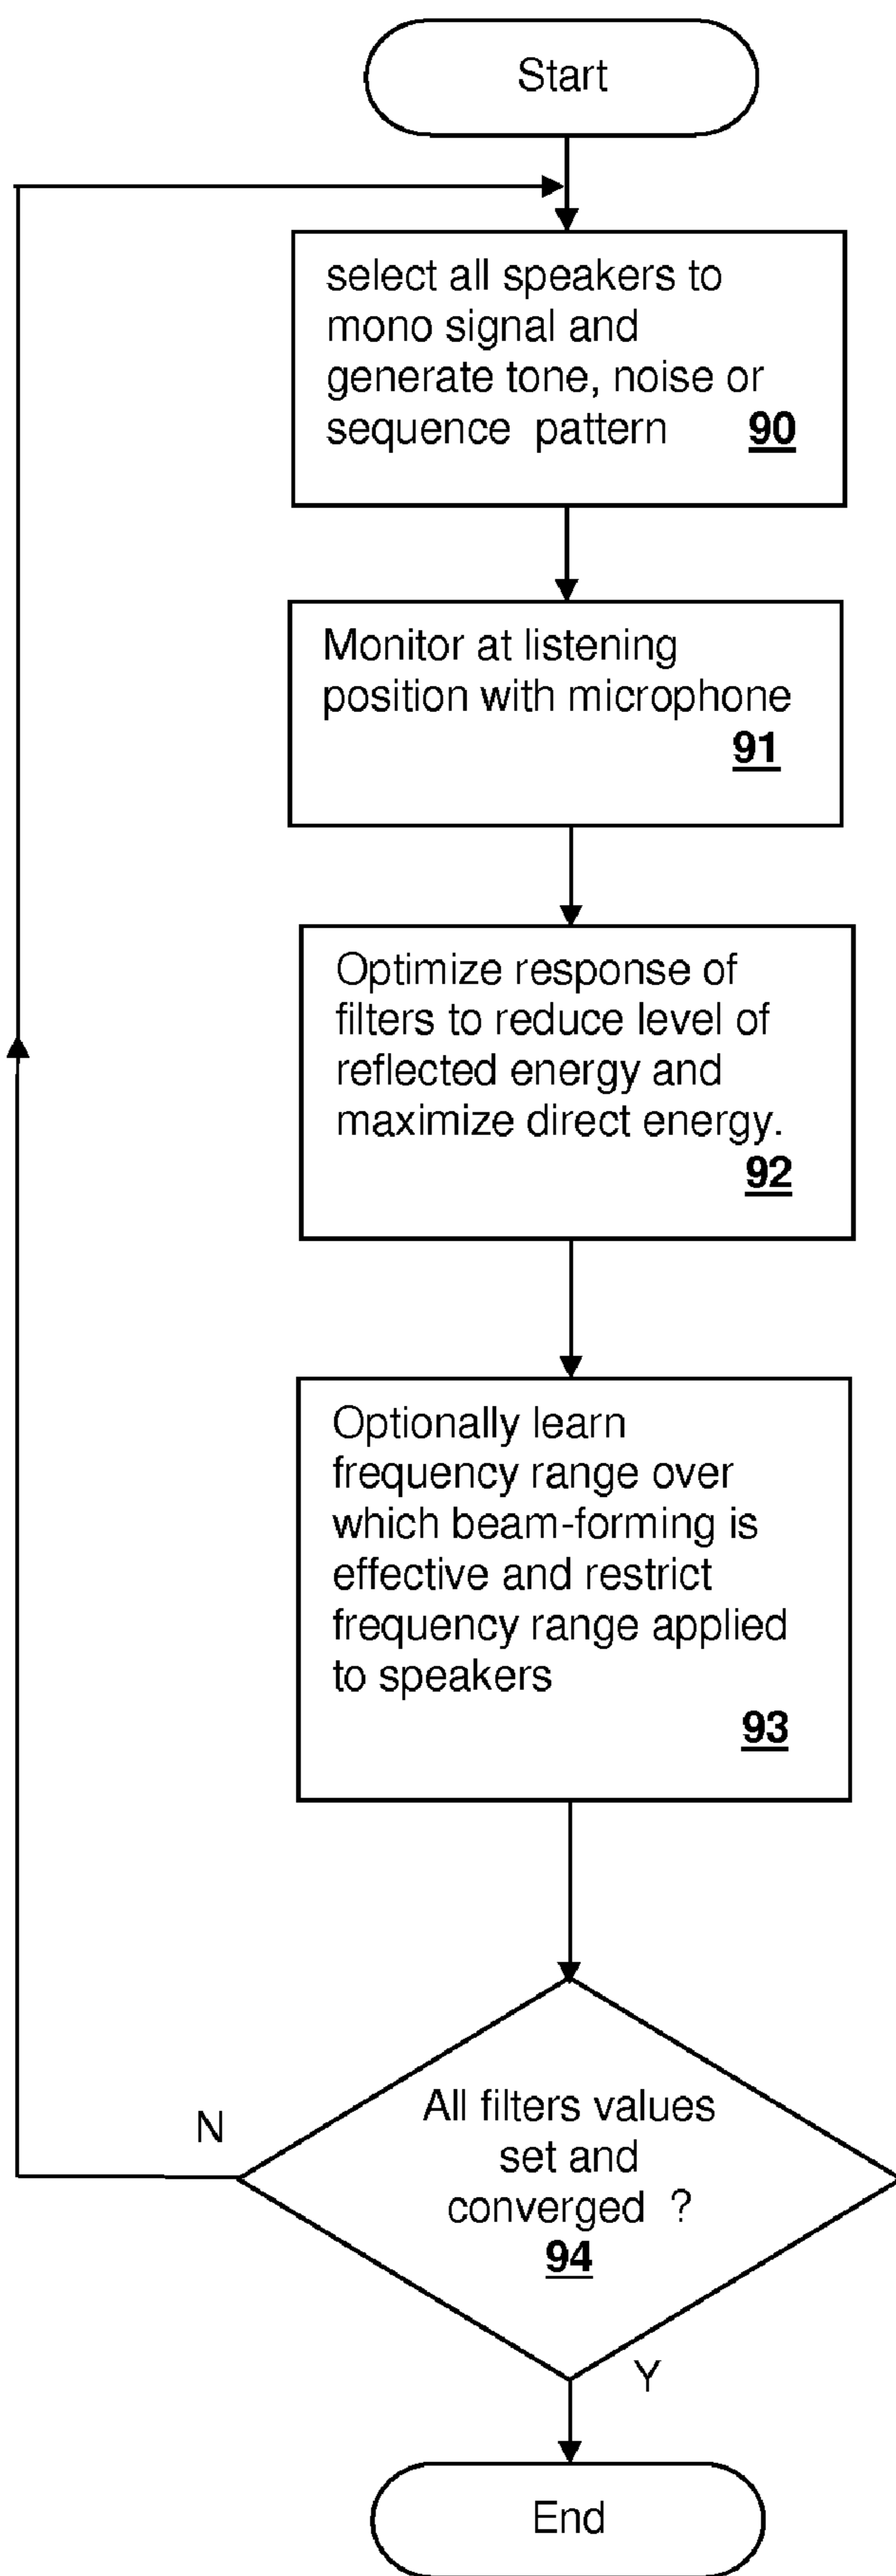 Start
select all speakers to
mono signal and
generate tone, noise or
sequence pattern 90
Monitor at listening
position with microphone
91
Optimize response of
filters to reduce level of
reflected energy and
maximize direct energy.
92
Optionally learn
frequency range over
which beam-forming is
effective and restrict
frequency range applied
to speakers
93
N
All filters values
set and
converged ?
94
Y
End